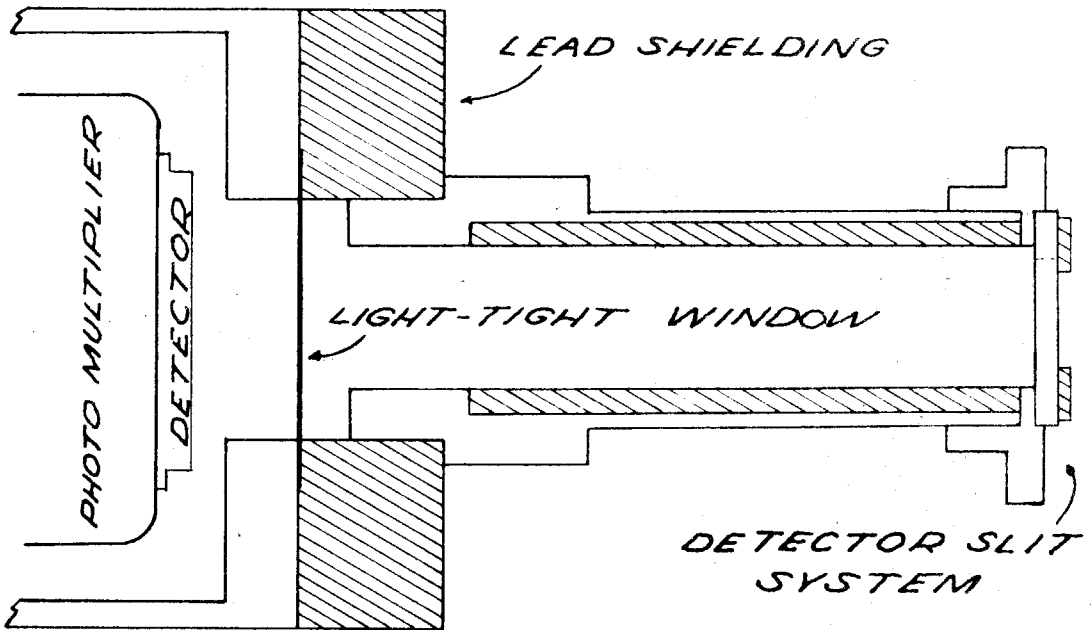 LEAD SHIELDING
PHOTO MULTIPLIER
DETECTOR
LIGHT-TIGHT WINDOW
DETECTOR SLIT
SYSTEM